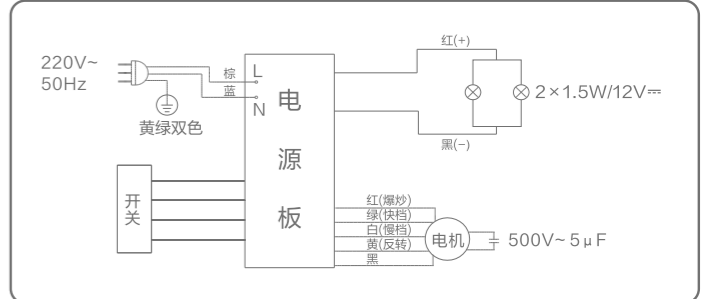 220V~
50Hz
棕
蓝
L
N
黄绿双色
电
源
板
开
关
红(+)
2×1.5W/12V⎓
黑(-)
红(爆炒)
绿(快档)
白(慢档)
黄(反转)
黑
电机
500V~ 5μF